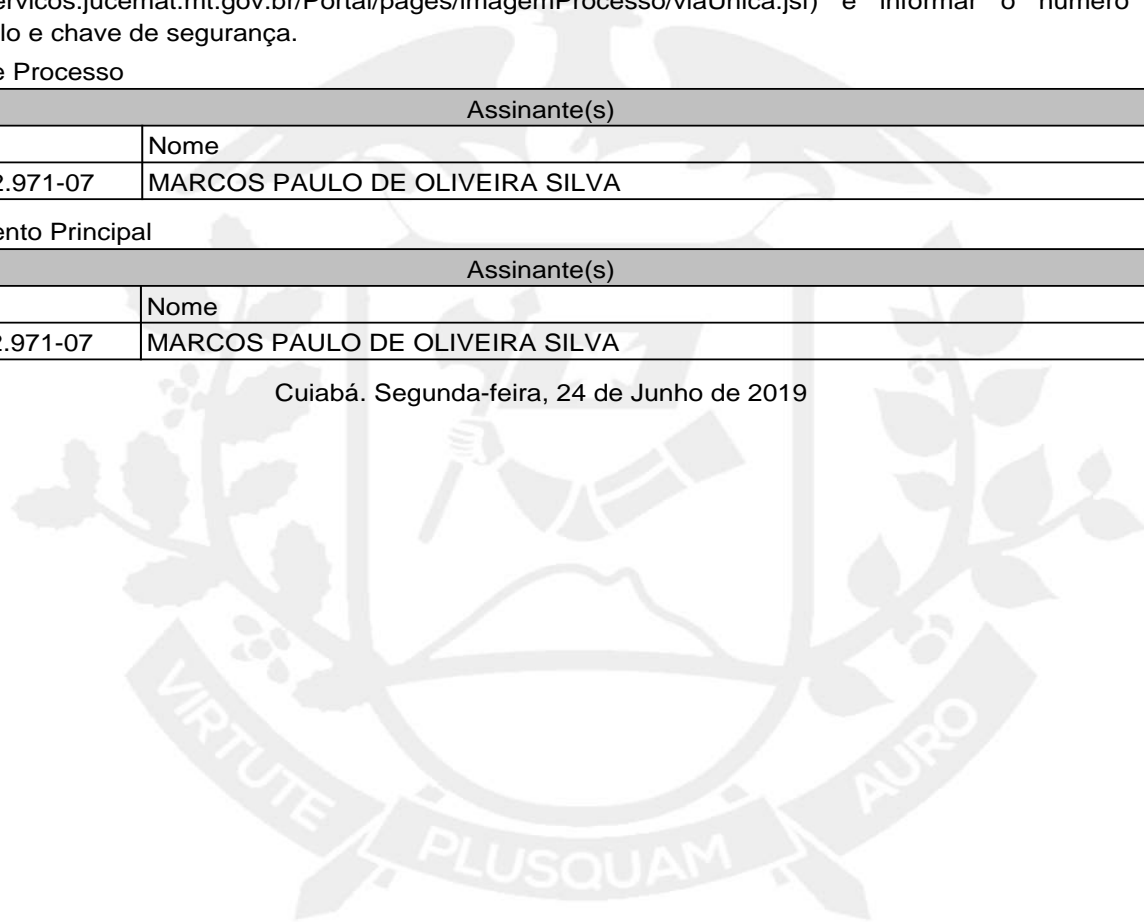 ervicos.jucemat.mt.gov.br/Portal/pages/imagemProcesso/viaUnica.jsf) e informar o número
lo e chave de segurança.
e Processo
Assinante(s)
Nome
2.971-07 MARCOS PAULO DE OLIVEIRA SILVA
ento Principal
Assinante(s)
Nome
2.971-07 MARCOS PAULO DE OLIVEIRA SILVA
Cuiabá. Segunda-feira, 24 de Junho de 2019
VIRTUTE PLUSQUAM AURO